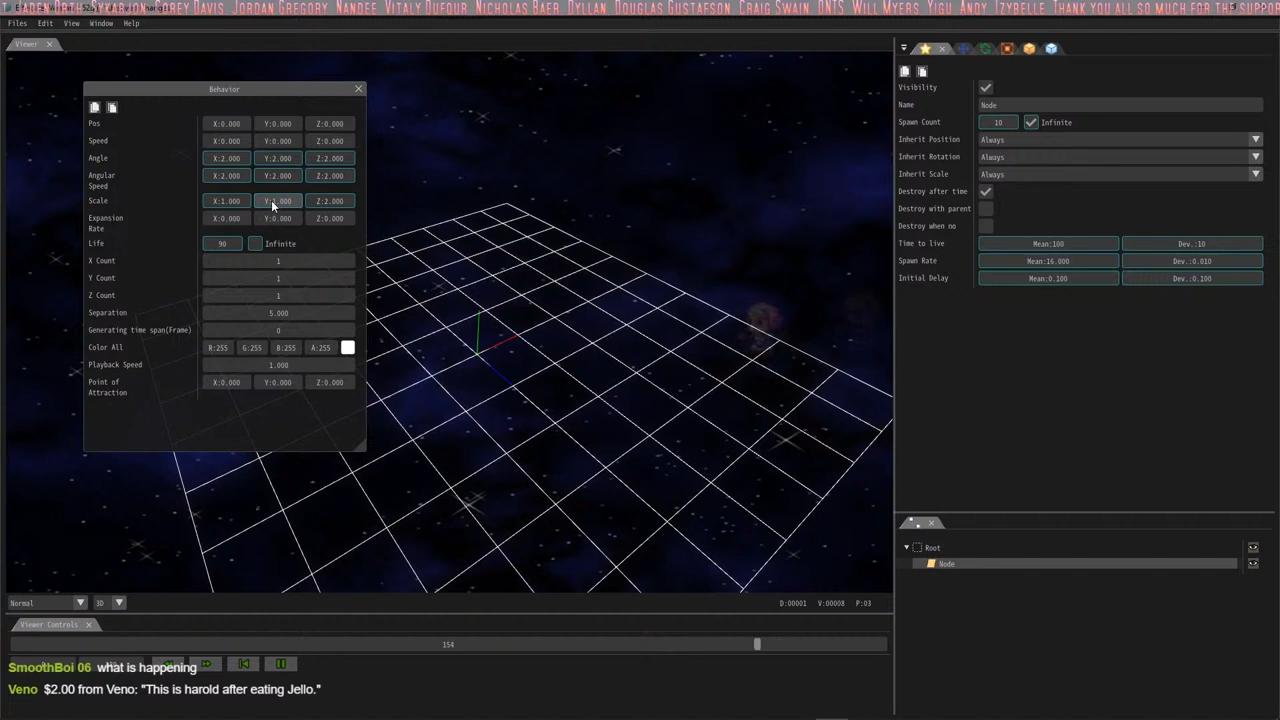 REY DAVIS JORDAN GREGORY NANDEE VITALY DUFOUR NICHOLAS BAER DYLLAN DOUGLAS GUSTAFSON CRAIG SWAIN DNTS WILL MYERS YIGU ANDY IZYBELLE THANK YOU ALL SO MUCH FOR THE SUPPO
Files Edit View Window Help
Viewer
Behavior
Pos X:0.000 Y:0.000 Z:0.000
Speed X:0.000 Y:0.000 Z:0.000
Angle X:2.000 Y:2.000 Z:2.000
Angular Speed X:2.000 Y:2.000 Z:2.000
Scale X:1.000 Z:2.000
Expansion Rate X:0.000 Y:0.000 Z:0.000
Life 90 Infinite
X Count 1
Y Count 1
Z Count 1
Separation 5.000
Generating time span(Frame) 0
Color All R:255 G:255 B:255 A:255
Playback Speed 1.000
Point of Attraction X:0.000 Y:0.000 Z:0.000
Visibility
Name Node
Spawn Count 10 Infinite
Inherit Position Always
Inherit Rotation Always
Inherit Scale Always
Destroy after time
Destroy with parent
Destroy when no
Time to live Mean:100 Dev.:10
Spawn Rate Mean:16.000 Dev.:0.010
Initial Delay Mean:0.100 Dev.:0.100
Root
Node
Normal 3D D:00001 V:00008 P:03
Viewer Controls
154
SmoothBoi 06 what is happening
Veno $2.00 from Veno: "This is harold after eating Jello."